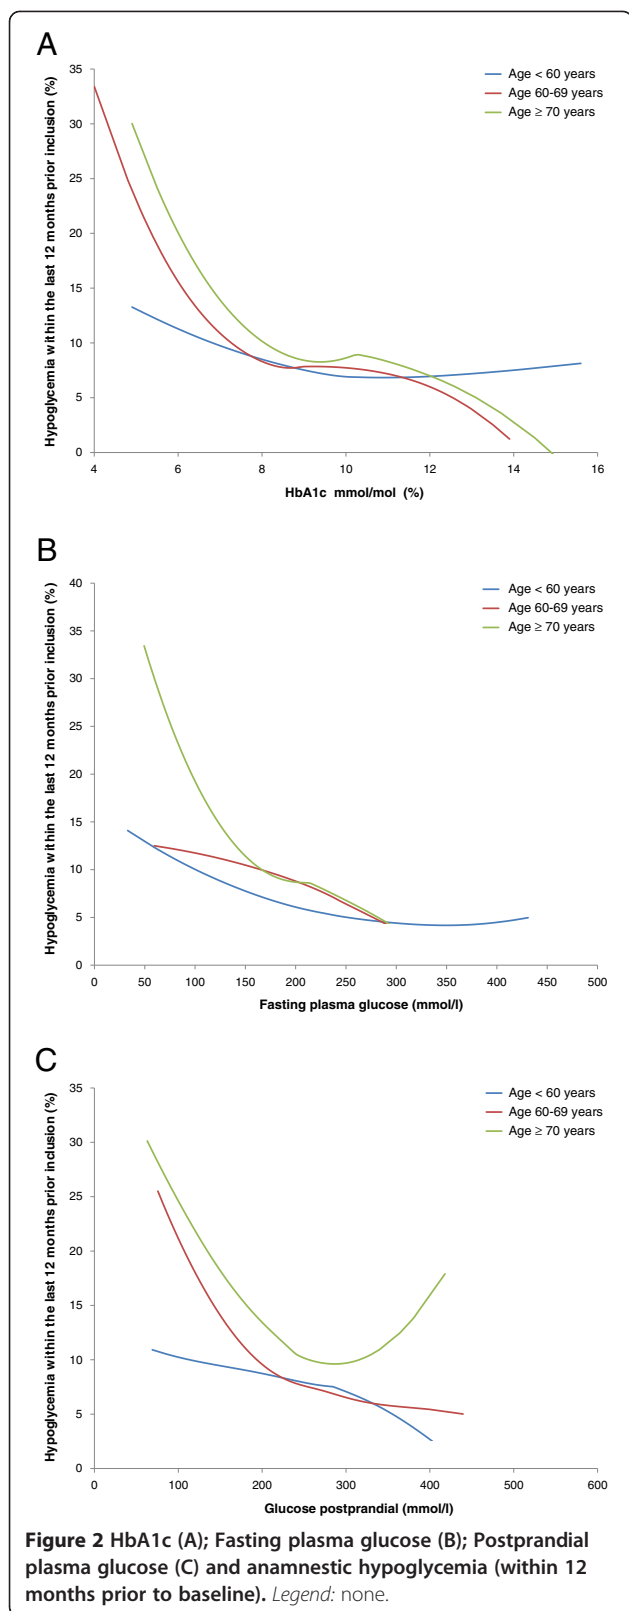 A
Hypoglycemia within the last 12 months prior inclusion (%)
35
30
25
20
15
10
5
0
4
6
8
10
12
14
16
HbA1c mmol/mol (%)
Age < 60 years
Age 60-69 years
Age ≥ 70 years
B
Hypoglycemia within the last 12 months prior inclusion (%)
40
35
30
25
20
15
10
5
0
0
50
100
150
200
250
300
350
400
450
500
Fasting plasma glucose (mmol/l)
Age < 60 years
Age 60-69 years
Age ≥ 70 years
C
Hypoglycemia within the last 12 months prior inclusion (%)
35
30
25
20
15
10
5
0
0
100
200
300
400
500
600
Glucose postprandial (mmol/l)
Age < 60 years
Age 60-69 years
Age ≥ 70 years
Figure 2 HbA1c (A); Fasting plasma glucose (B); Postprandial
plasma glucose (C) and anamnestic hypoglycemia (within 12
months prior to baseline). Legend: none.